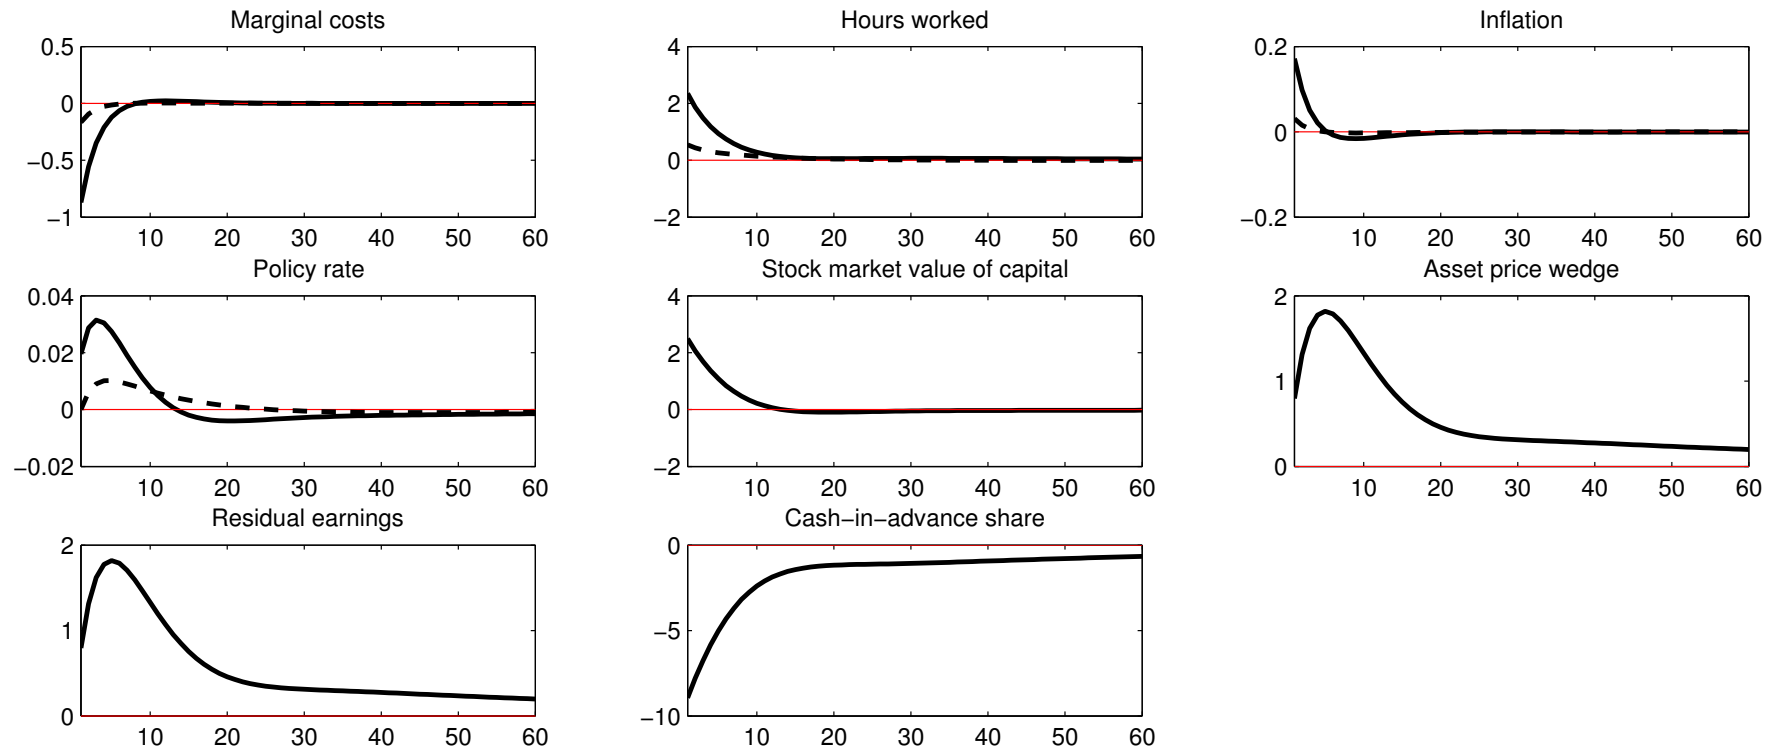 Marginal costs
0.5
0
−0.5
−1
10 20 30 40 50 60
Hours worked
4
2
0
−2
10 20 30 40 50 60
Inflation
0.2
0
−0.2
10 20 30 40 50 60
Policy rate
0.04
0.02
0
−0.02
10 20 30 40 50 60
Stock market value of capital
4
2
0
−2
10 20 30 40 50 60
Asset price wedge
2
1
0
10 20 30 40 50 60
Residual earnings
2
1
0
10 20 30 40 50 60
Cash−in−advance share
0
−5
−10
10 20 30 40 50 60